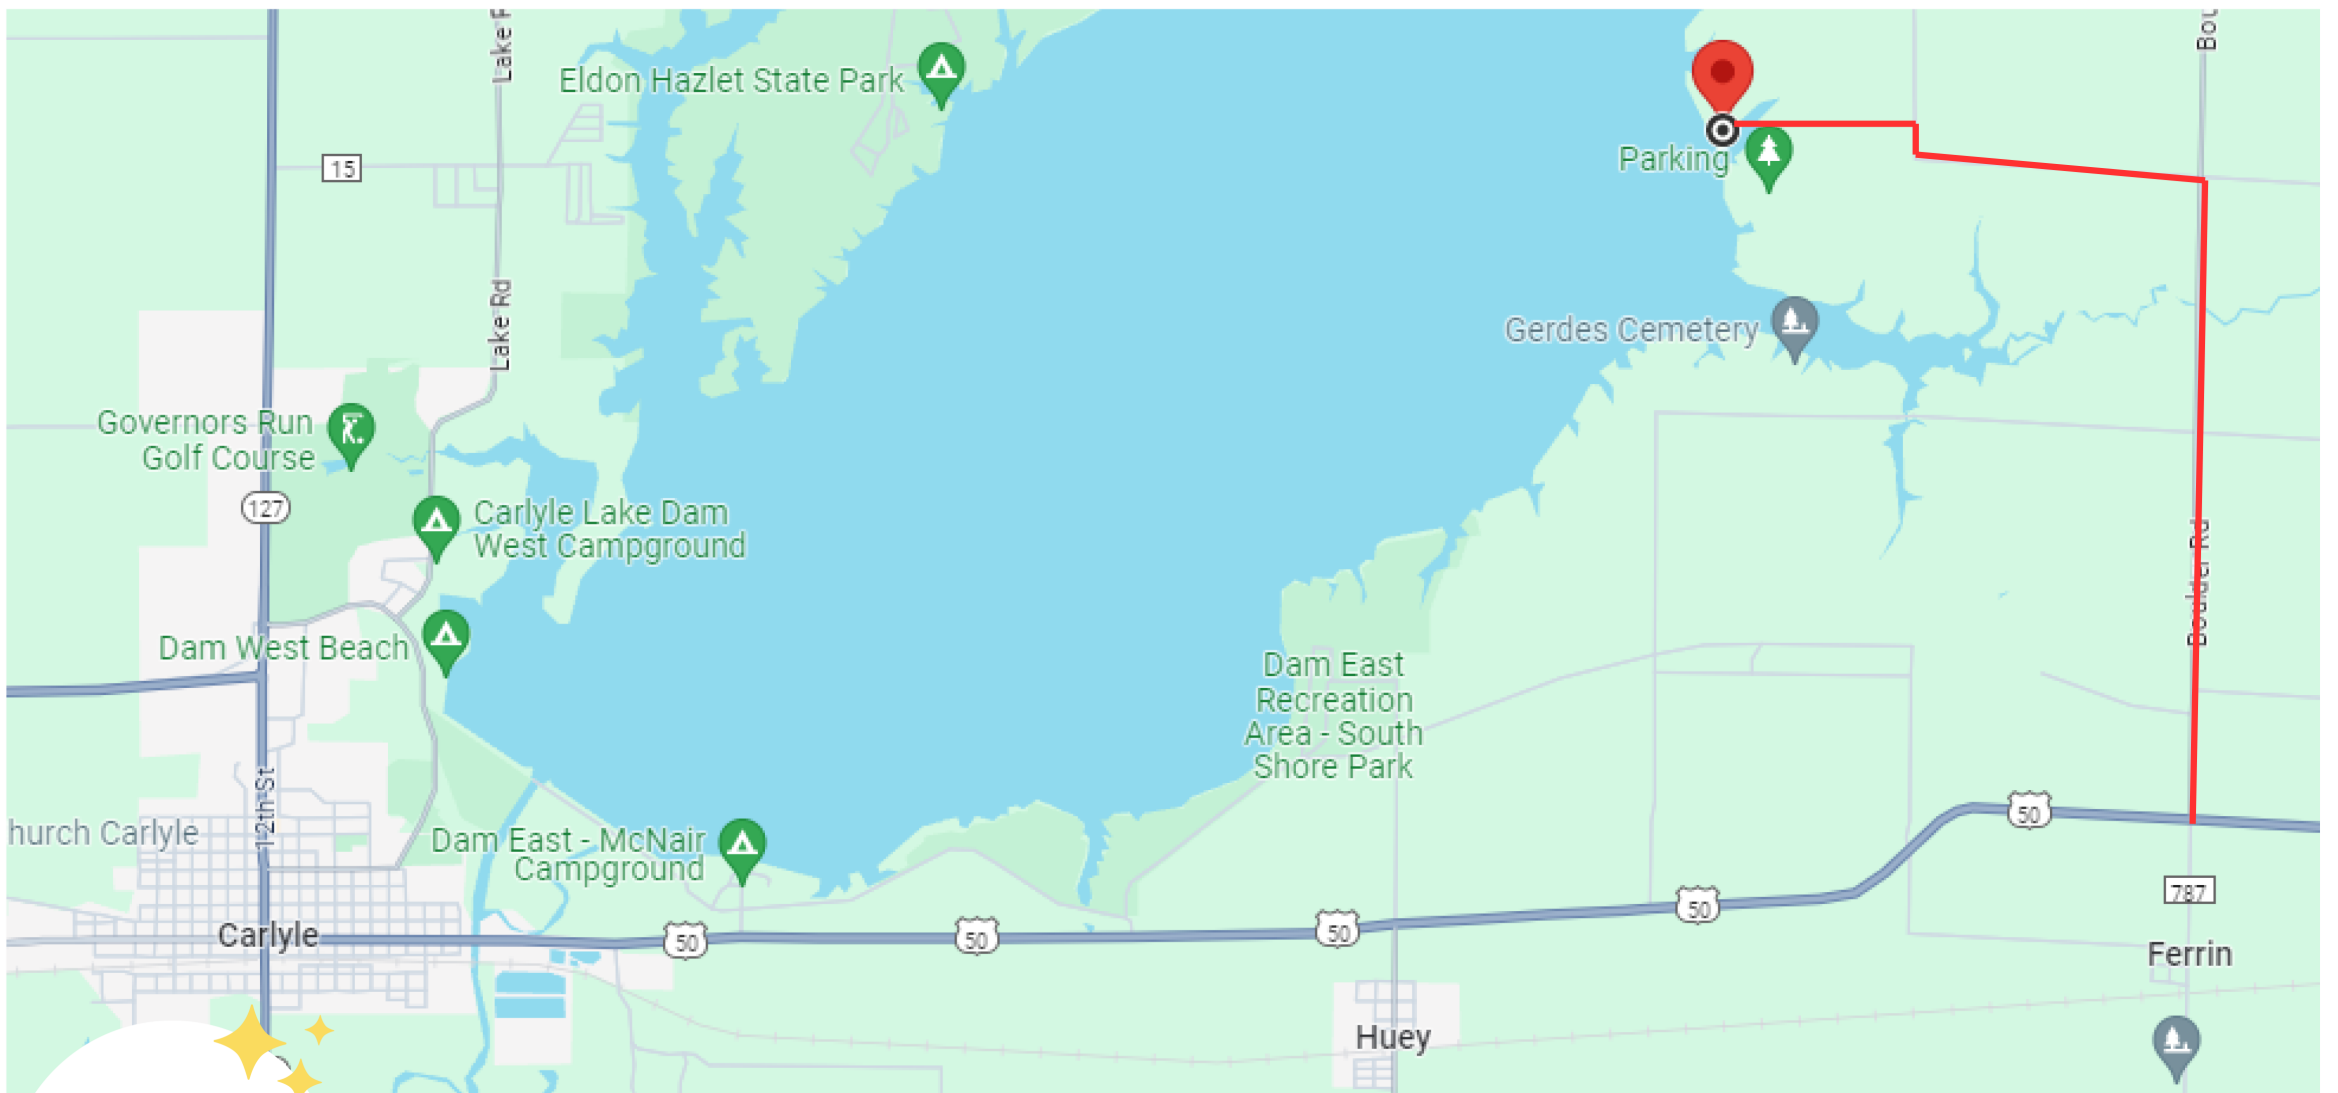 Lake R
Bou
Eldon Hazlet State Park
15
Parking
Lake Rd
Gerdes Cemetery
Governors Run
Golf Course
127
Carlyle Lake Dam
West Campground
Boulder Rd
Dam West Beach
Dam East
Recreation
Area - South
Shore Park
12th St
50
hurch Carlyle
Dam East - McNair
Campground
787
50
50
50
50
Carlyle
Ferrin
Huey